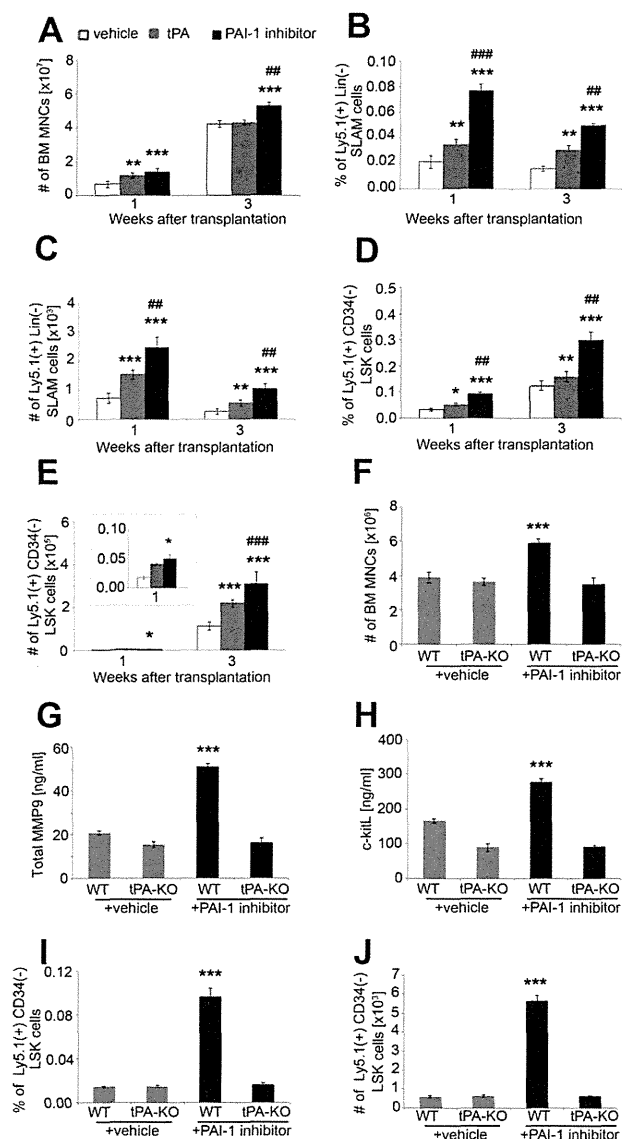 A
vehicle tPA PAI-1 inhibitor
# of BM MNCs [x10⁷]
8
6
4
2
0
** ***
##
***
1 3
Weeks after transplantation
B
% of Ly5.1(+) Lin(-)
SLAM cells
0.10
0.08
0.06
0.04
0.02
0.00
###
** ***
##
** ***
1 3
Weeks after transplantation
C
# of Ly5.1(+) Lin(-)
SLAM cells [x10³]
4
3
2
1
0
##
*** ***
##
** ***
1 3
Weeks after transplantation
D
% of Ly5.1(+) CD34(-)
LSK cells
0.5
0.4
0.3
0.2
0.1
0.0
##
* ***
##
** ***
1 3
Weeks after transplantation
E
# of Ly5.1(+) CD34(-)
LSK cells [x10⁵]
6
4
2
0
0.10
0.05
0.00
*
1
*
###
*** ***
1 3
Weeks after transplantation
F
# of BM MNCs [x10⁶]
8
6
4
2
0
***
WT tPA-KO WT tPA-KO
+vehicle +PAI-1 inhibitor
G
Total MMP9 [ng/ml]
60
40
20
0
***
WT tPA-KO WT tPA-KO
+vehicle +PAI-1 inhibitor
H
c-kitL [ng/ml]
400
300
200
100
0
***
WT tPA-KO WT tPA-KO
+vehicle +PAI-1 inhibitor
I
% of Ly5.1(+) CD34(-)
LSK cells
0.12
0.08
0.04
0.00
***
WT tPA-KO WT tPA-KO
+vehicle +PAI-1 inhibitor
J
# of Ly5.1(+) CD34(-)
LSK cells [x10³]
7
6
5
4
3
2
1
0
***
WT tPA-KO WT tPA-KO
+vehicle +PAI-1 inhibitor